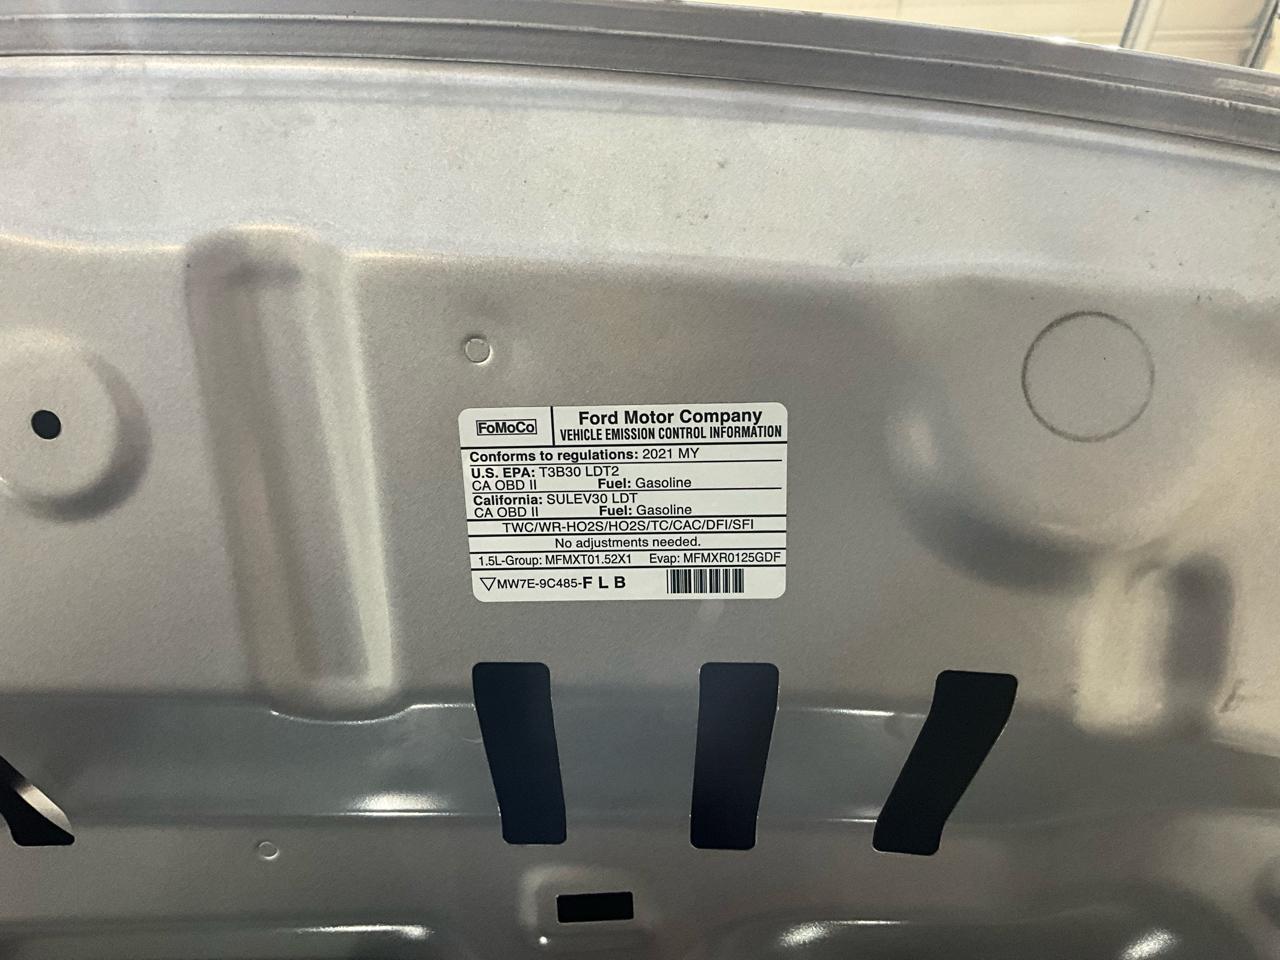 FoMoCo
Ford Motor Company
VEHICLE EMISSION CONTROL INFORMATION
Conforms to regulations: 2021 MY
U.S. EPA: T3B30 LDT2
CA OBD II Fuel: Gasoline
California: SULEV30 LDT
CA OBD II Fuel: Gasoline
TWC/WR-HO2S/HO2S/TC/CAC/DFI/SFI
No adjustments needed.
1.5L-Group: MFMXT01.52X1 Evap: MFMXR0125GDF
MW7E-9C485-F L B